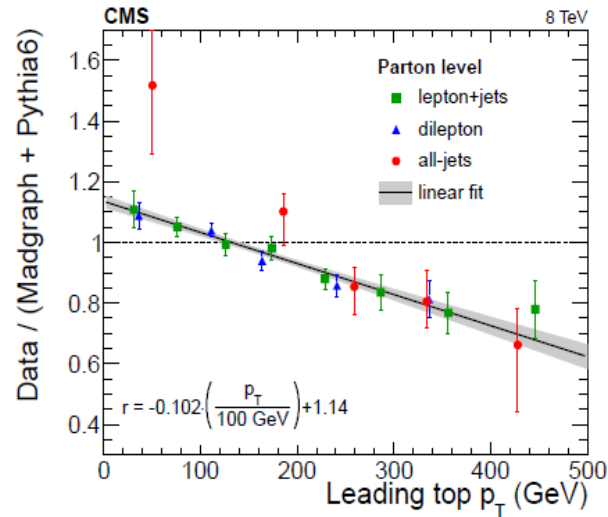 CMS 8 TeV
Data / (Madgraph + Pythia6)
1.6
1.4
1.2
1
0.8
0.6
0.4
Parton level
lepton+jets
dilepton
all-jets
linear fit
r = -0.102·(p_T / 100 GeV)+1.14
0 100 200 300 400 500
Leading top p_T (GeV)